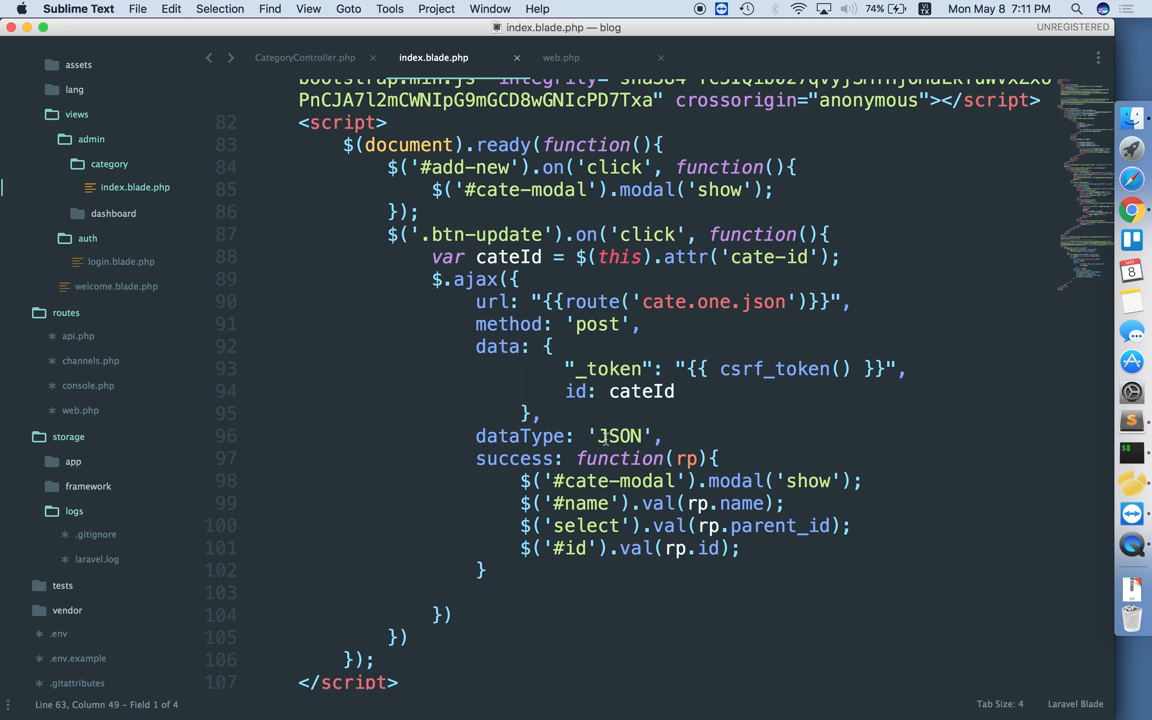 Sublime Text File Edit Selection Find View Goto Tools Project Window Help 74% VI TX Mon May 8 7:11 PM
index.blade.php — blog UNREGISTERED
CategoryController.php × index.blade.php × web.php ×
assets
lang
views
admin
category
index.blade.php
dashboard
auth
login.blade.php
welcome.blade.php
routes
api.php
channels.php
console.php
web.php
storage
app
framework
logs
.gitignore
laravel.log
tests
vendor
.env
.env.example
.gitattributes
PnCJA7l2mCWNIpG9mGCD8wGNIcPD7Txa" crossorigin="anonymous"></script>
82 <script>
83 $(document).ready(function(){
84 $('#add-new').on('click', function(){
85 $('#cate-modal').modal('show');
86 });
87 $('.btn-update').on('click', function(){
88 var cateId = $(this).attr('cate-id');
89 $.ajax({
90 url: "{{route('cate.one.json')}}",
91 method: 'post',
92 data: {
93 "_token": "{{ csrf_token() }}",
94 id: cateId
95 },
96 dataType: 'JSON',
97 success: function(rp){
98 $('#cate-modal').modal('show');
99 $('#name').val(rp.name);
100 $('select').val(rp.parent_id);
101 $('#id').val(rp.id);
102 }
103
104 })
105 })
106 });
107 </script>
Line 63, Column 49 – Field 1 of 4 Tab Size: 4 Laravel Blade